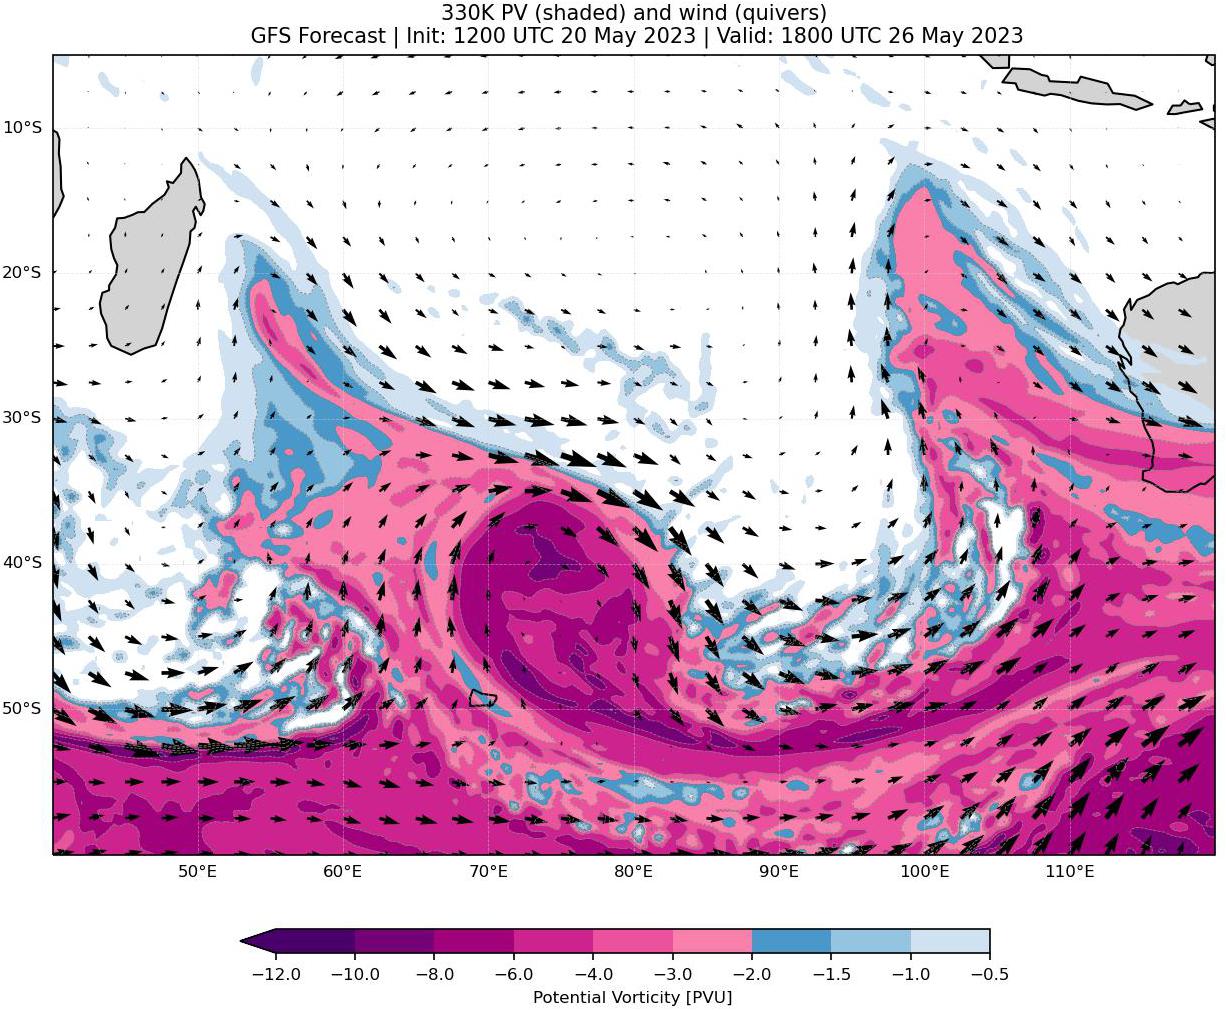 330K PV (shaded) and wind (quivers)
GFS Forecast | Init: 1200 UTC 20 May 2023 | Valid: 1800 UTC 26 May 2023
10°S
20°S
30°S
40°S
50°S
50°E 60°E 70°E 80°E 90°E 100°E 110°E
−12.0 −10.0 −8.0 −6.0 −4.0 −3.0 −2.0 −1.5 −1.0 −0.5
Potential Vorticity [PVU]